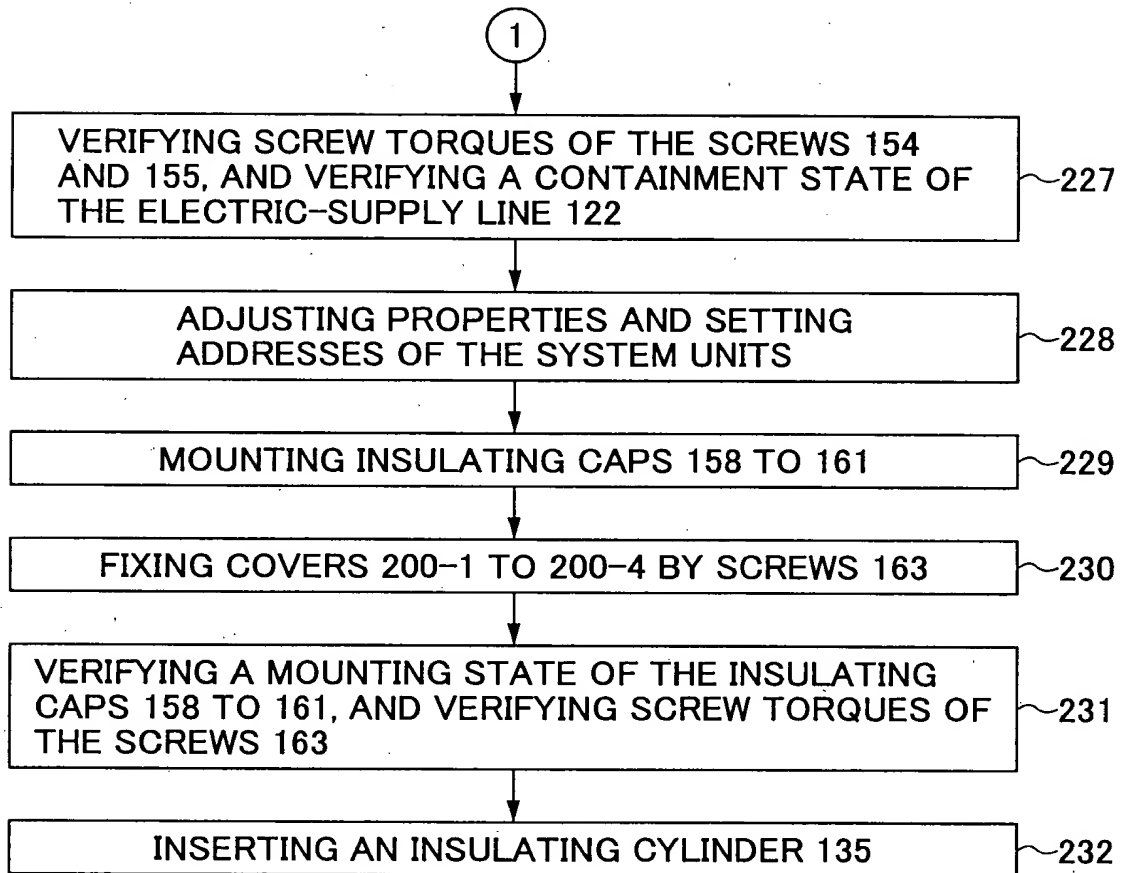 1
VERIFYING SCREW TORQUES OF THE SCREWS 154
AND 155, AND VERIFYING A CONTAINMENT STATE OF
THE ELECTRIC-SUPPLY LINE 122
227
ADJUSTING PROPERTIES AND SETTING
ADDRESSES OF THE SYSTEM UNITS
228
MOUNTING INSULATING CAPS 158 TO 161
229
FIXING COVERS 200-1 TO 200-4 BY SCREWS 163
230
VERIFYING A MOUNTING STATE OF THE INSULATING
CAPS 158 TO 161, AND VERIFYING SCREW TORQUES OF
THE SCREWS 163
231
INSERTING AN INSULATING CYLINDER 135
232